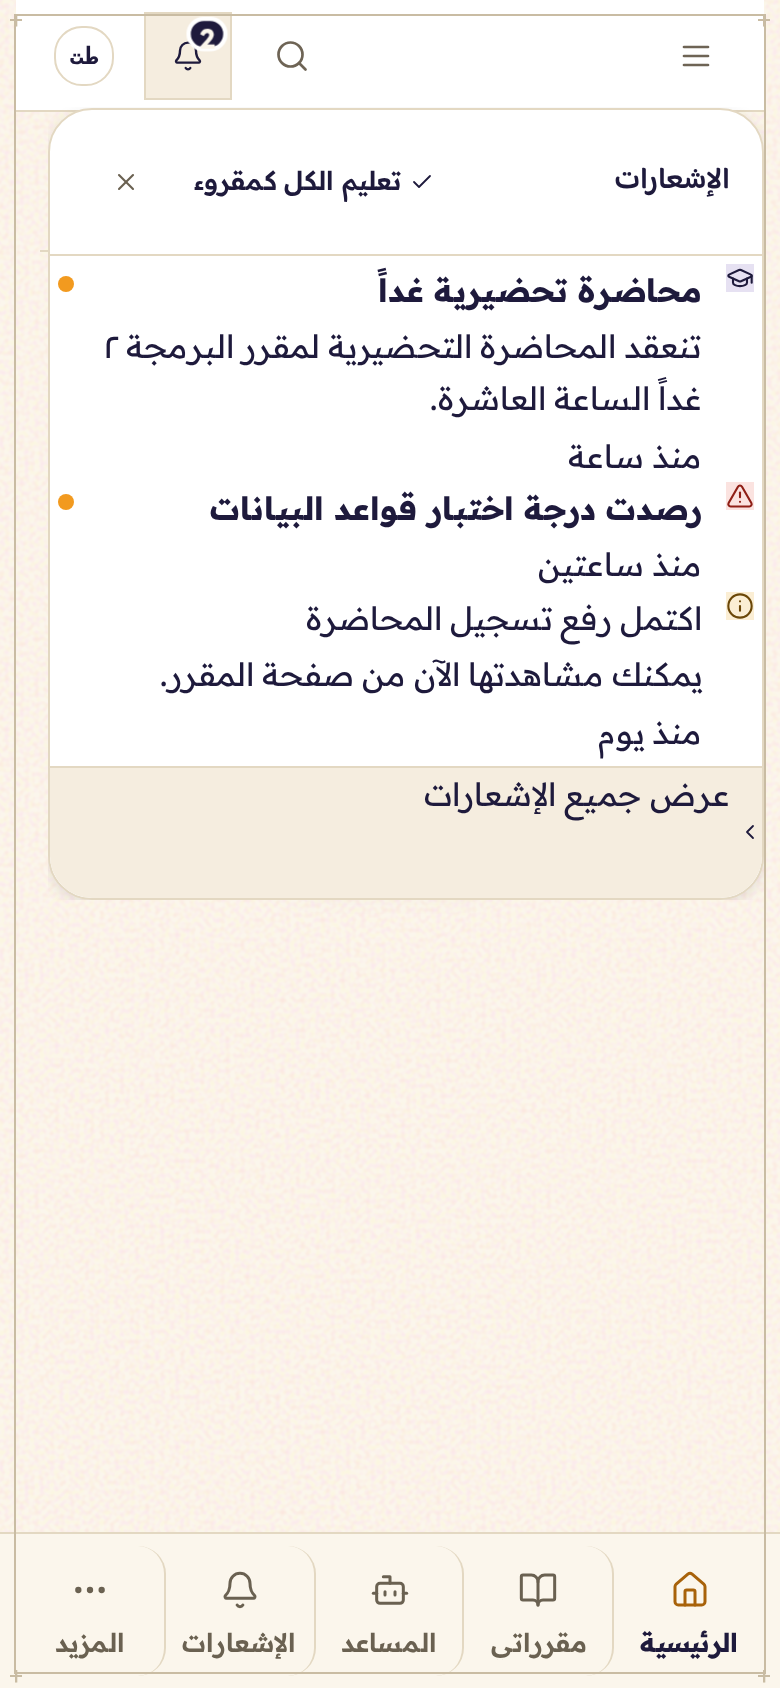 2
طت
الإشعارات
تعليم الكل كمقروء
محاضرة تحضيرية غداً
تنعقد المحاضرة التحضيرية لمقرر البرمجة ٢
غداً الساعة العاشرة.
منذ ساعة
رصدت درجة اختبار قواعد البيانات
منذ ساعتين
اكتمل رفع تسجيل المحاضرة
يمكنك مشاهدتها الآن من صفحة المقرر.
منذ يوم
عرض جميع الإشعارات
الرئيسية
مقرراتي
المساعد
الإشعارات
المزيد